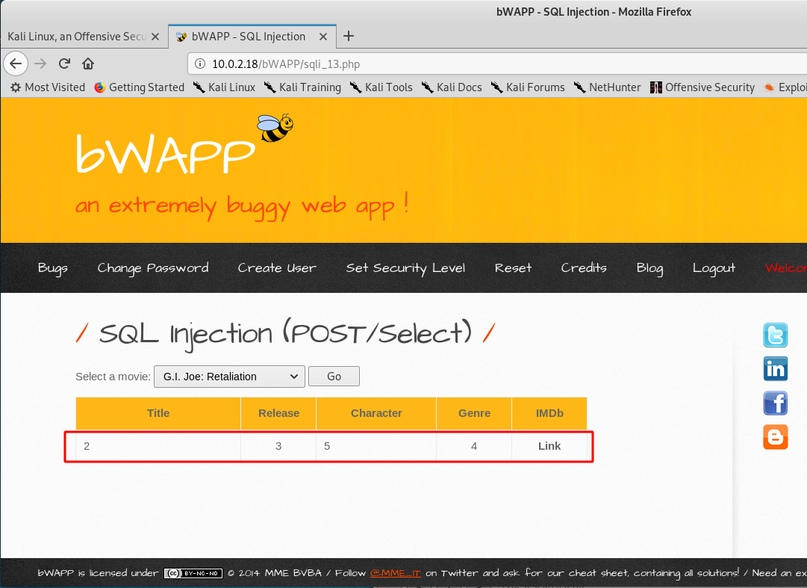 bWAPP - SQL Injection - Mozilla Firefox
Kali Linux, an Offensive Secu bWAPP - SQL Injection
10.0.2.18/bWAPP/sqli_13.php
Most Visited Getting Started Kali Linux Kali Training Kali Tools Kali Docs Kali Forums NetHunter Offensive Security Exploi
bWAPP
an extremely buggy web app !
Bugs Change Password Create User Set Security Level Reset Credits Blog Logout Welcom
/ SQL Injection (POST/Select) /
Select a movie: G.I. Joe: Retaliation Go
Title Release Character Genre IMDb
2 3 5 4 Link
bWAPP is licensed under CC BY-NC-ND © 2014 MME BVBA / Follow @MME_IT on Twitter and ask for our cheat sheet, containing all solutions! / Need an ex